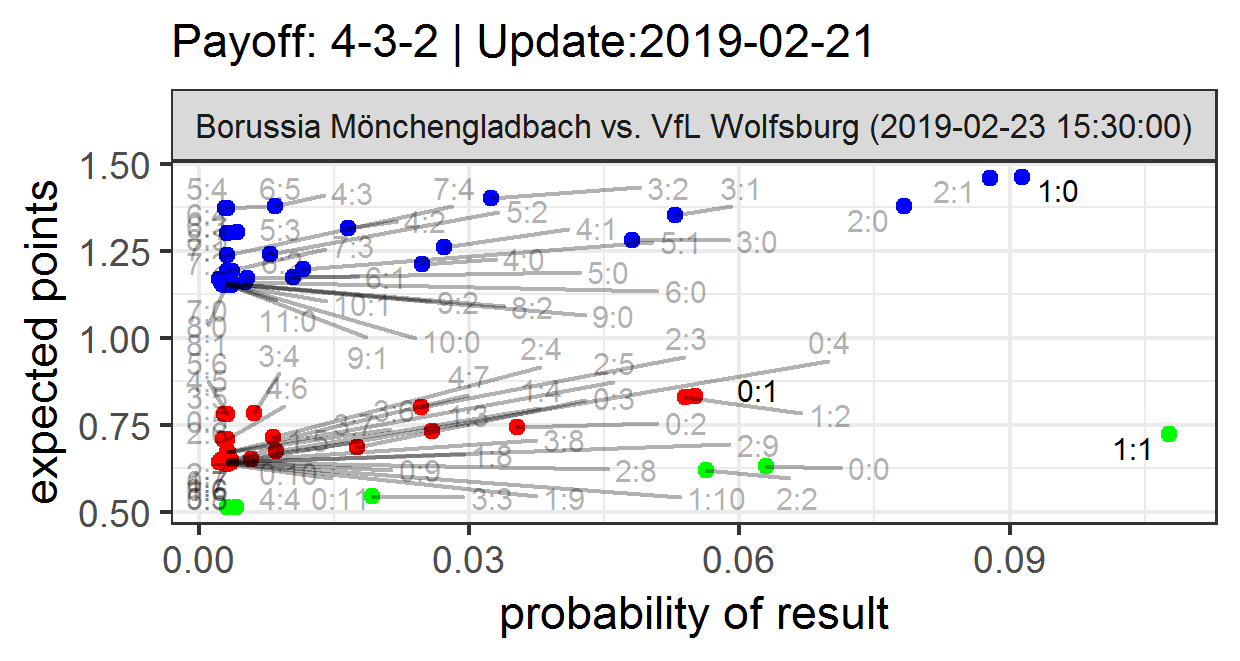 Payoff: 4-3-2 | Update:2019-02-21
Borussia Mönchengladbach vs. VfL Wolfsburg (2019-02-23 15:30:00)
expected points
1.50
1.25
1.00
0.75
0.50
5:4 6:5 4:3 7:4 3:2 3:1 2:1 1:0
5:3 4:2 5:2 4:1 2:0
7:3 5:1 3:0
6:1 4:0 5:0
10:1 9:2 8:2 6:0
7:0 11:0 9:0
8:0
8:1 9:1 10:0
5:6 3:4 2:4 2:3 0:4
4:5 4:6 4:7 2:5
3:6 1:4 0:3 0:1
3:7 1:3 0:2 1:2
1:5 3:8 2:9 1:1
0:10 0:9 1:8 2:8 0:0
4:4 0:11 3:3 1:9 1:10 2:2
0.00 0.03 0.06 0.09
probability of result